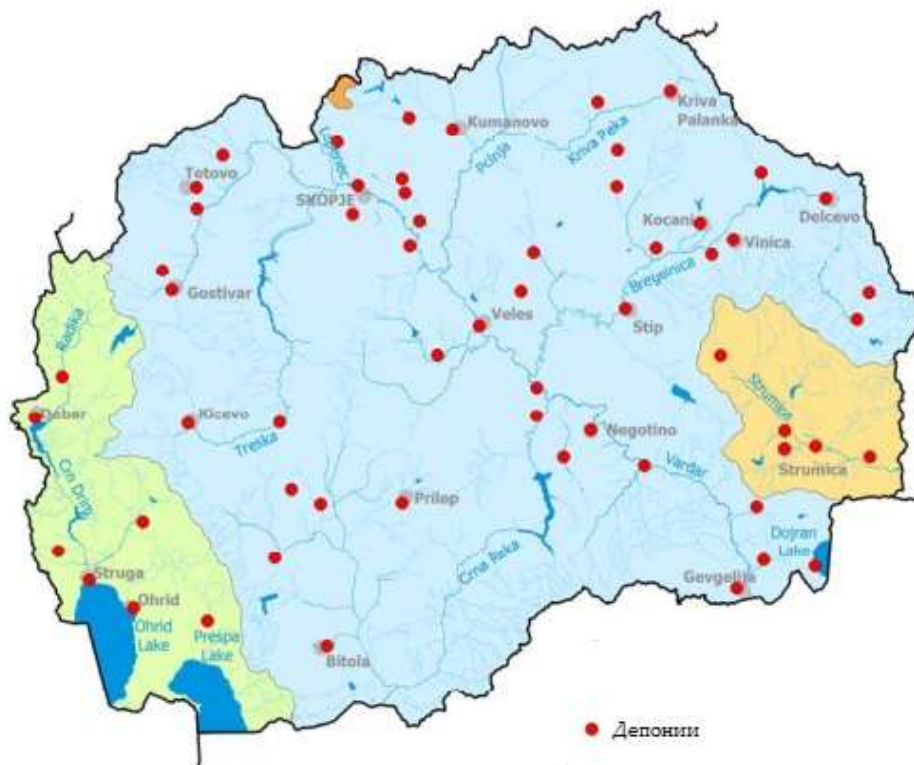 Kumanovo
Kriva
Palanka
Kriva Peka
Pcinja
Lepenec
Tetovo
SKOPJE
Kocani
Delcevo
Vinica
Bregalnica
Gostivar
Veles
Stip
Radika
Strumica
Debar
Kicevo
Treska
Negotino
Strumica
Vardar
Crn Drim
Prilep
Crna Reka
Dojran
Lake
Struga
Gevgelija
Ohrid
Ohrid
Lake
Prespa
Lake
Bitola
Депонии